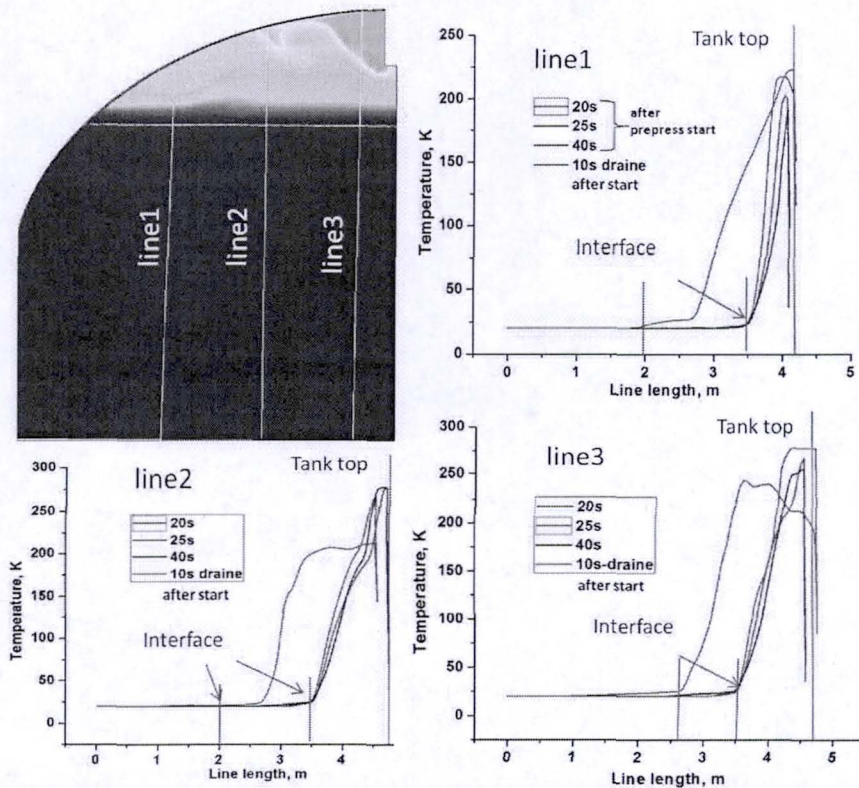 line1
line2
line3
250
200
150
100
50
0
Temperature, K
Tank top
line1
20s
25s
40s
after
prepress start
10s draine
after start
Interface
0
1
2
3
4
5
Line length, m
300
250
200
150
100
50
0
Temperature, K
Tank top
line2
20s
25s
40s
10s draine
after start
Interface
0
1
2
3
4
Line length, m
300
250
200
150
100
50
0
Temperature, K
Tank top
line3
20s
25s
40s
10s-draine
after start
Interface
0
1
2
3
4
5
Line length, m